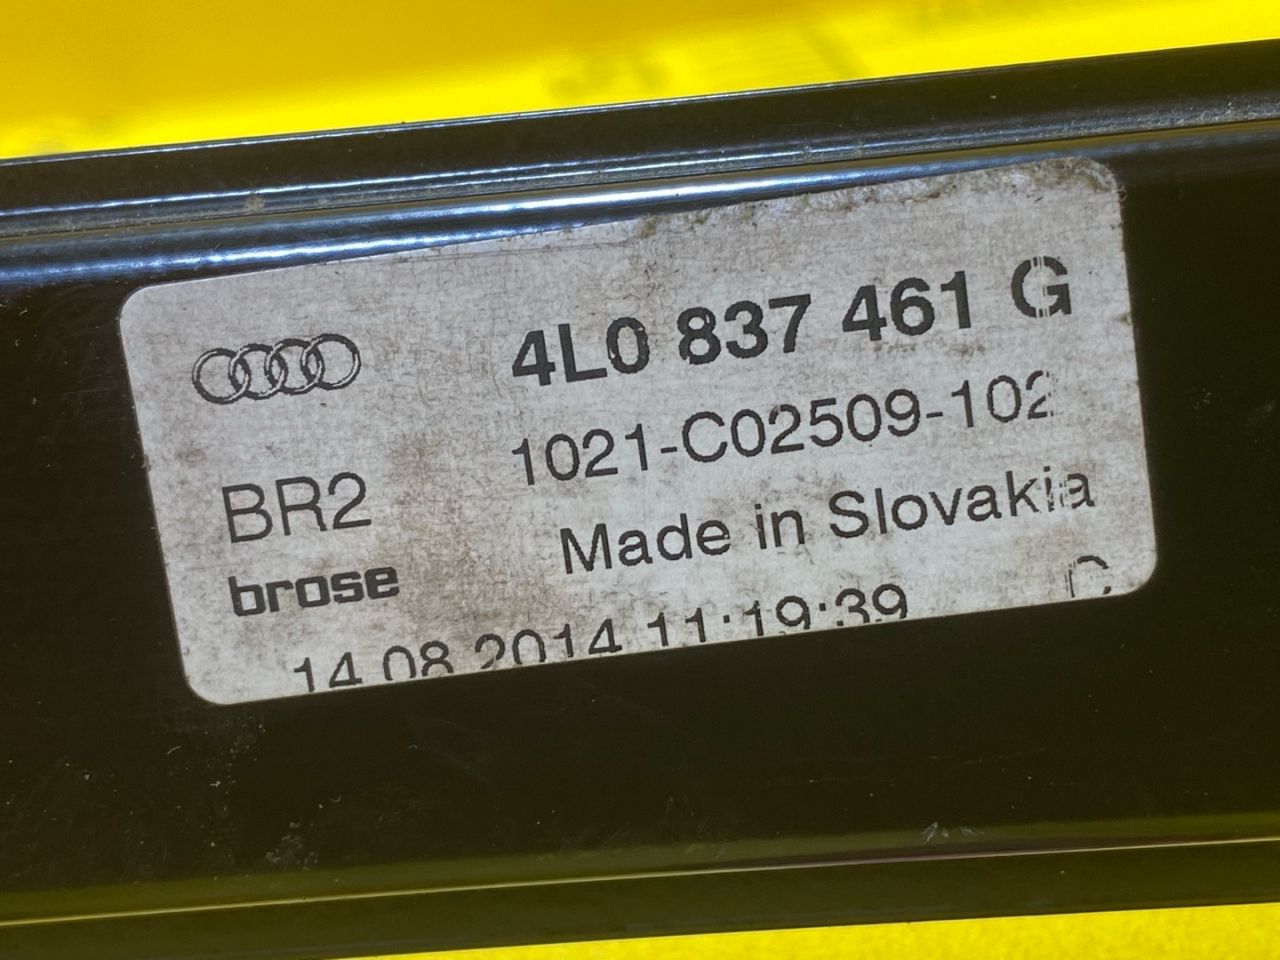 4L0 837 461 G
1021-C02509-102
BR2
Made in Slovakia
brose
14.08.2014 11:19:39
C